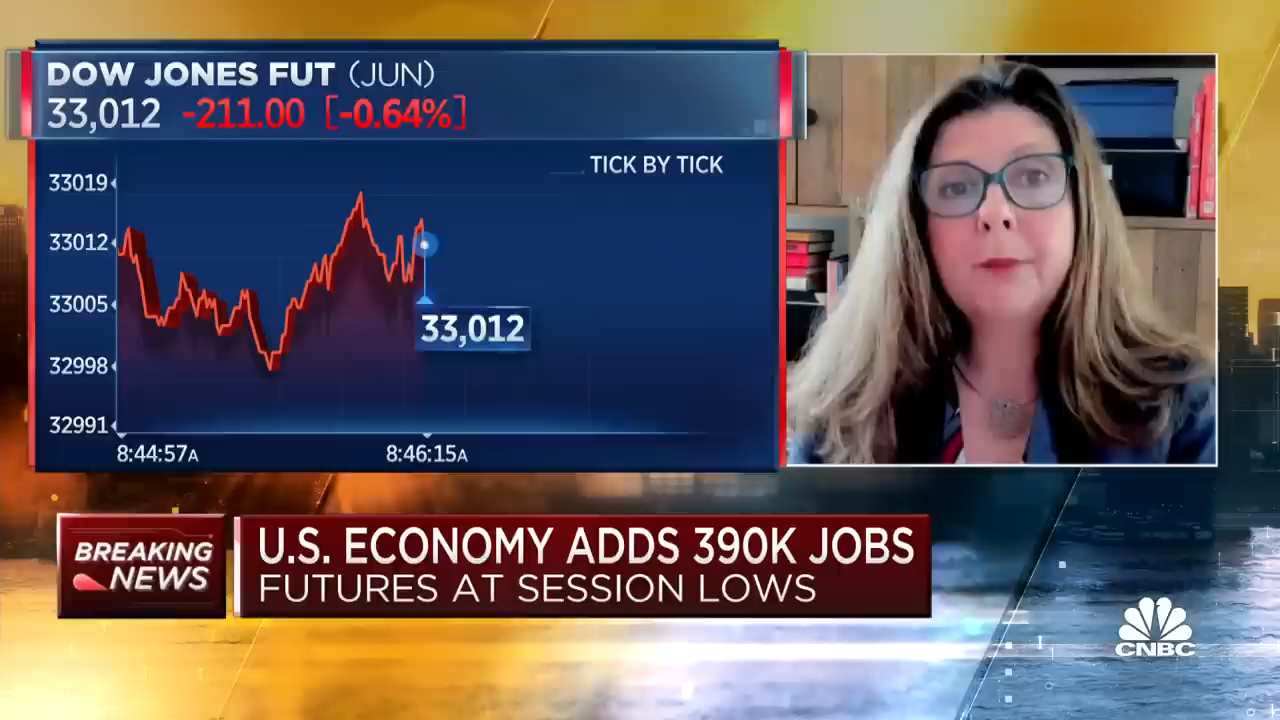 DOW JONES FUT (JUN)
33,012 -211.00 [-0.64%]
TICK BY TICK
33019
33012
33005
32998
32991
33,012
8:44:57A
8:46:15A
BREAKING
NEWS
U.S. ECONOMY ADDS 390K JOBS
FUTURES AT SESSION LOWS
CNBC